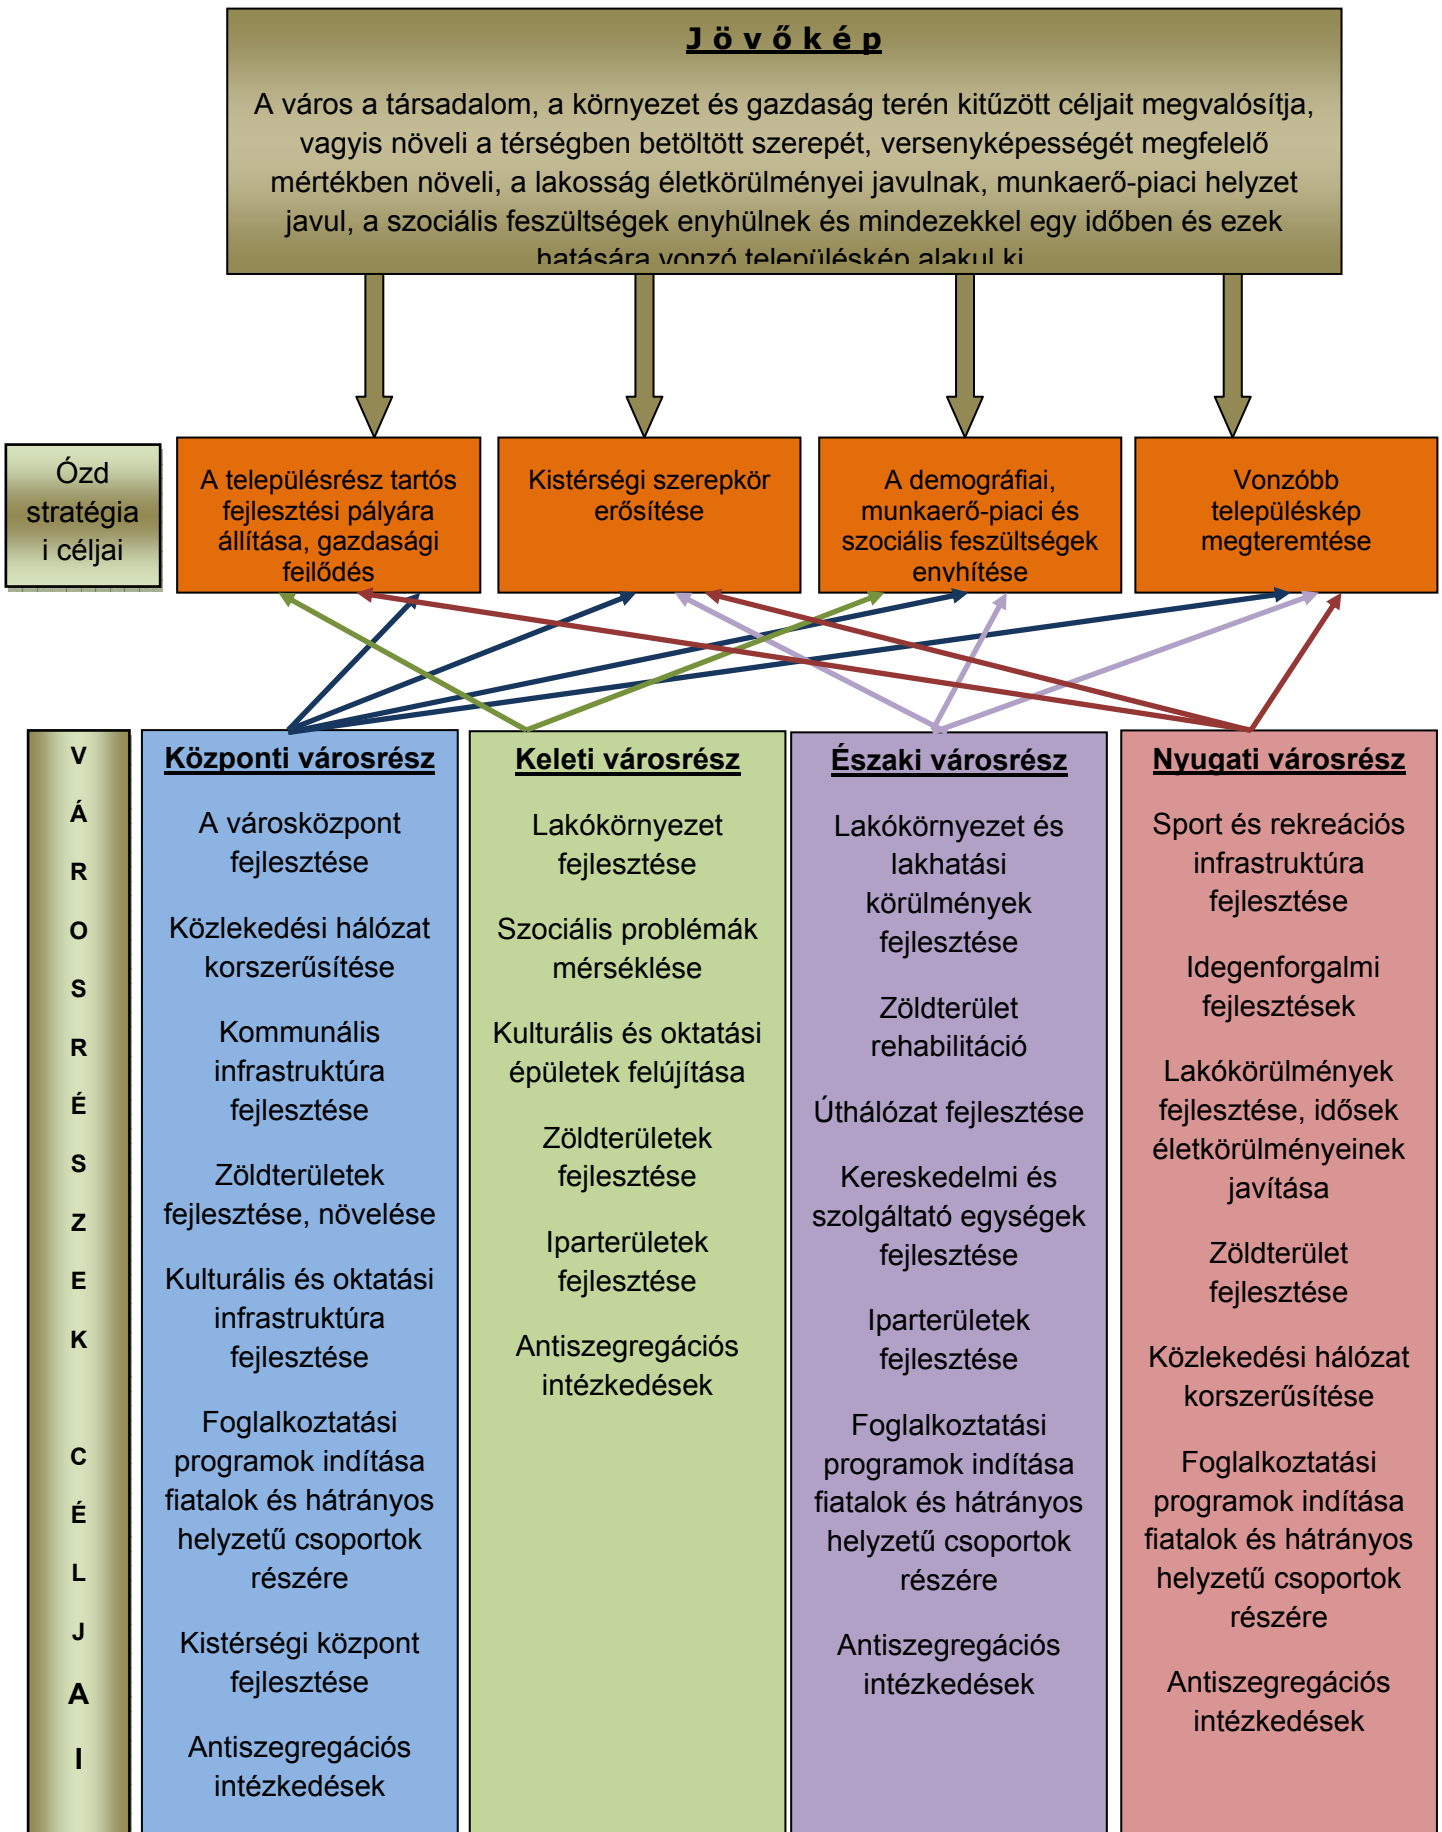 J ö v ő k é p
A város a társadalom, a környezet és gazdaság terén kitűzött céljait megvalósítja,
vagyis növeli a térségben betöltött szerepét, versenyképességét megfelelő
mértékben növeli, a lakosság életkörülményei javulnak, munkaerő-piaci helyzet
javul, a szociális feszültségek enyhülnek és mindezekkel egy időben és ezek
hatására vonzó településkép alakul ki
Ózd
stratégia
i céljai
A településrész tartós
fejlesztési pályára
állítása, gazdasági
fejlődés
Kistérségi szerepkör
erősítése
A demográfiai,
munkaerő-piaci és
szociális feszültségek
enyhítése
Vonzóbb
településkép
megteremtése
V
Á
R
O
S
R
É
S
Z
E
K
C
É
L
J
A
I
Központi városrész
A városközpont
fejlesztése
Közlekedési hálózat
korszerűsítése
Kommunális
infrastruktúra
fejlesztése
Zöldterületek
fejlesztése, növelése
Kulturális és oktatási
infrastruktúra
fejlesztése
Foglalkoztatási
programok indítása
fiatalok és hátrányos
helyzetű csoportok
részére
Kistérségi központ
fejlesztése
Antiszegregációs
intézkedések
Keleti városrész
Lakókörnyezet
fejlesztése
Szociális problémák
mérséklése
Kulturális és oktatási
épületek felújítása
Zöldterületek
fejlesztése
Iparterületek
fejlesztése
Antiszegregációs
intézkedések
Északi városrész
Lakókörnyezet és
lakhatási
körülmények
fejlesztése
Zöldterület
rehabilitáció
Úthálózat fejlesztése
Kereskedelmi és
szolgáltató egységek
fejlesztése
Iparterületek
fejlesztése
Foglalkoztatási
programok indítása
fiatalok és hátrányos
helyzetű csoportok
részére
Antiszegregációs
intézkedések
Nyugati városrész
Sport és rekreációs
infrastruktúra
fejlesztése
Idegenforgalmi
fejlesztések
Lakókörülmények
fejlesztése, idősek
életkörülményeinek
javítása
Zöldterület
fejlesztése
Közlekedési hálózat
korszerűsítése
Foglalkoztatási
programok indítása
fiatalok és hátrányos
helyzetű csoportok
részére
Antiszegregációs
intézkedések